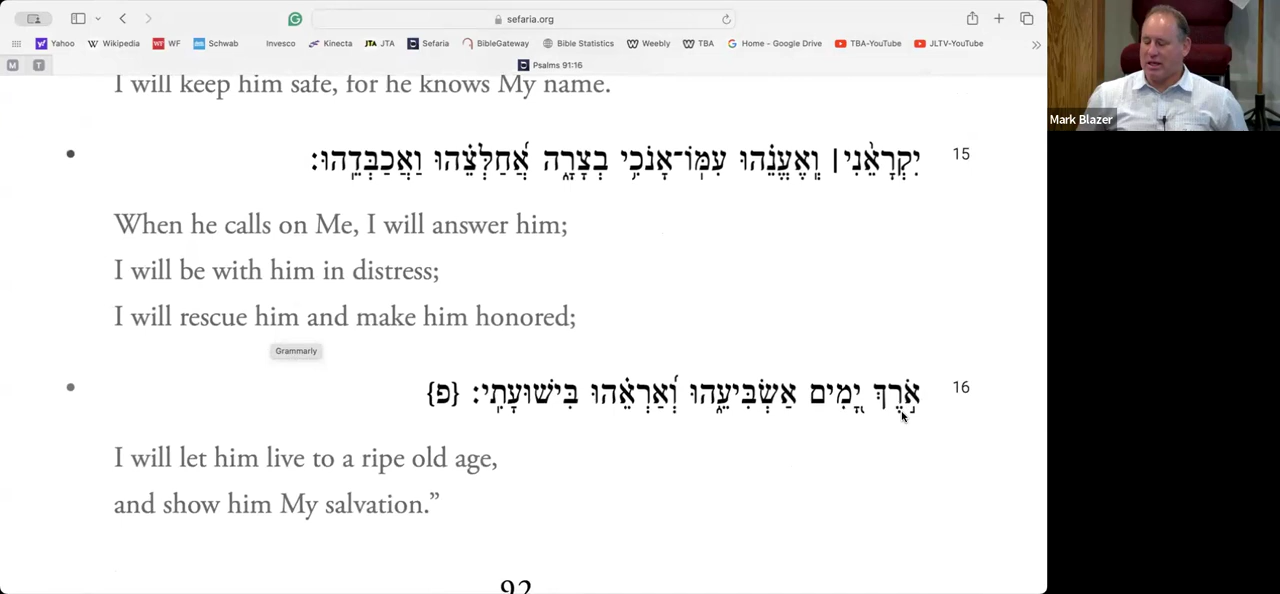 sefaria.org
Yahoo Wikipedia WF Schwab Invesco Kinecta JTA Sefaria BibleGateway Bible Statistics Weebly TBA Home - Google Drive TBA-YouTube JLTV-YouTube
M T Psalms 91:16
I will keep him safe, for he knows My name.
15 יִקְרָאֵ֨נִי׀ וְֽאֶעֱנֵ֗הוּ עִמּֽוֹ־אָנֹכִ֥י בְצָרָ֑ה אֲ֝חַלְּצֵ֗הוּ וַאֲכַבְּדֵֽהוּ׃
When he calls on Me, I will answer him;
I will be with him in distress;
I will rescue him and make him honored;
Grammarly
16 אֹ֣רֶךְ יָ֭מִים אַשְׂבִּיעֵ֑הוּ וְ֝אַרְאֵ֗הוּ בִּישׁוּעָתִֽי׃ {פ}
I will let him live to a ripe old age,
and show him My salvation.”
92
Mark Blazer